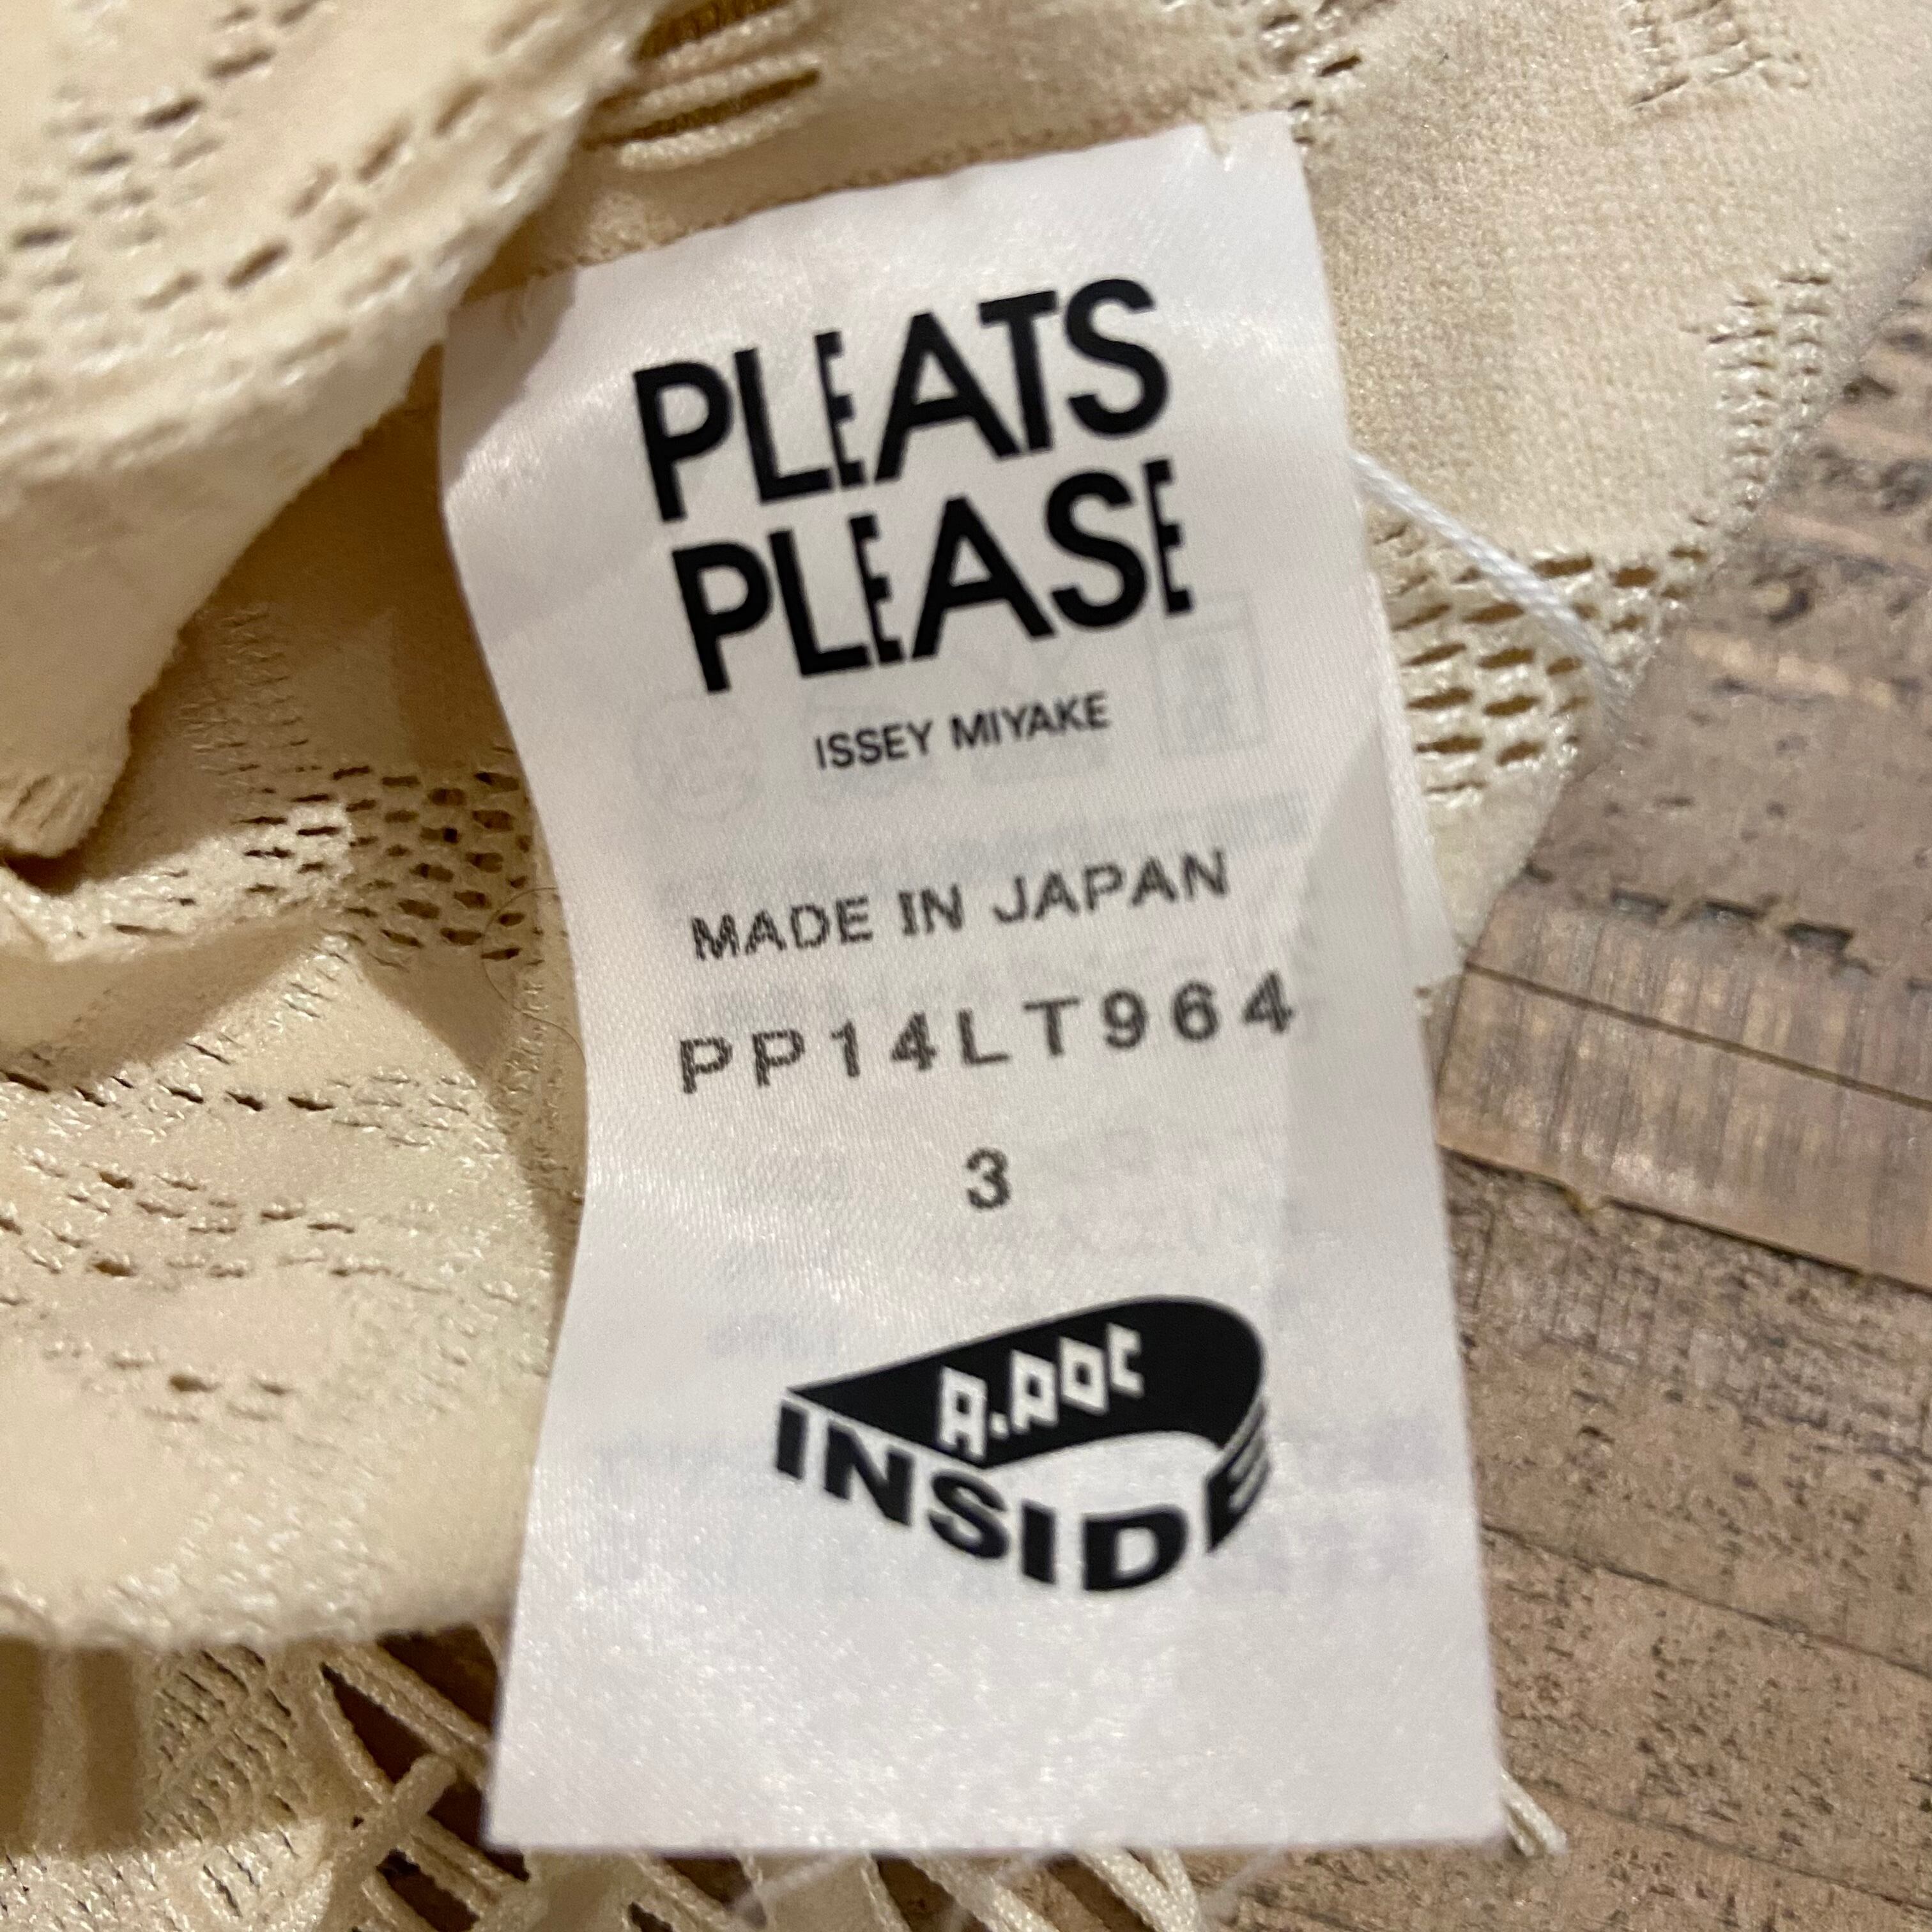 PLEATS
PLEASE
ISSEY MIYAKE
MADE IN JAPAN
PP14LT964
3
A-POC
INSIDE